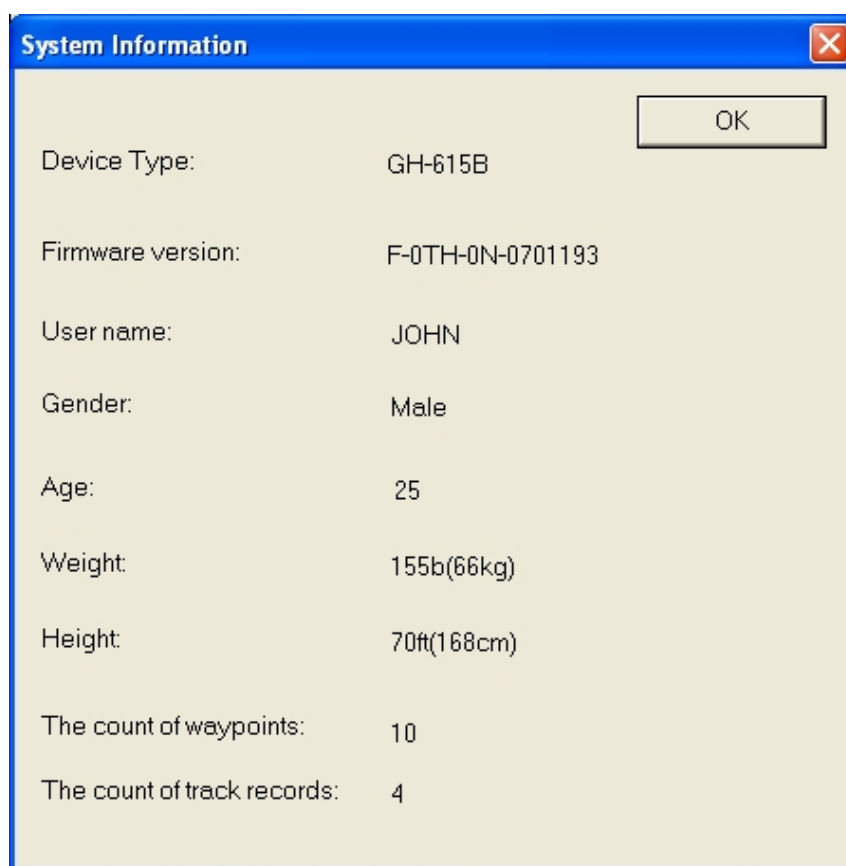 System Information
OK
Device Type: GH-615B
Firmware version: F-0TH-0N-0701193
User name: JOHN
Gender: Male
Age: 25
Weight: 155b(66kg)
Height: 70ft(168cm)
The count of waypoints: 10
The count of track records: 4